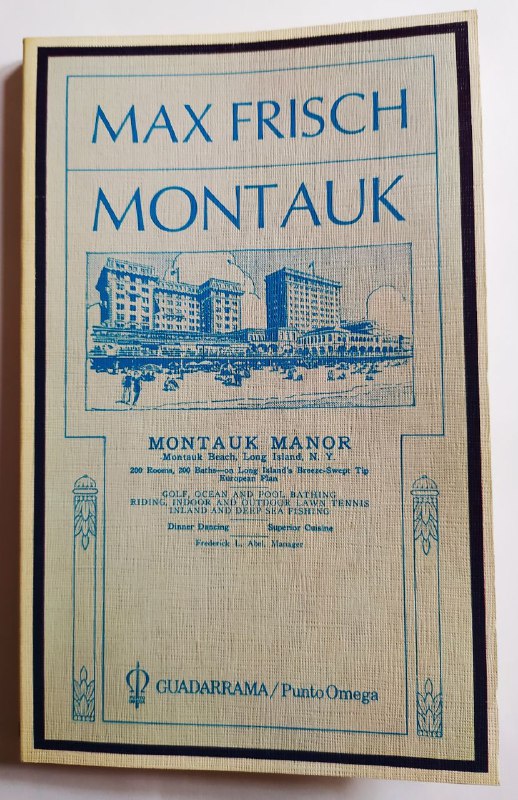 MAX FRISCH
MONTAUK
MONTAUK MANOR
Montauk Beach, Long Island, N. Y.
200 Rooms, 200 Baths—on Long Island's Breeze-Swept Tip
European Plan
GOLF, OCEAN AND POOL BATHING
RIDING, INDOOR AND OUTDOOR LAWN TENNIS
INLAND AND DEEP SEA FISHING
Dinner Dancing Superior Cuisine
Frederick L. Abel, Manager
GUADARRAMA/Punto Omega